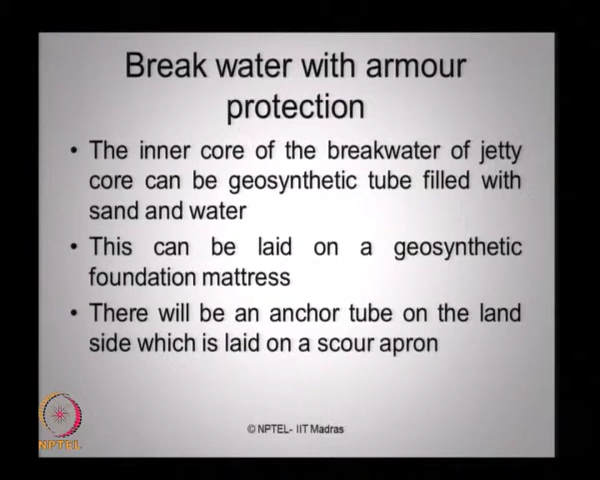 Break water with armour
protection
• The inner core of the breakwater of jetty
core can be geosynthetic tube filled with
sand and water
• This can be laid on a geosynthetic
foundation mattress
• There will be an anchor tube on the land
side which is laid on a scour apron
NPTEL
© NPTEL- IIT Madras